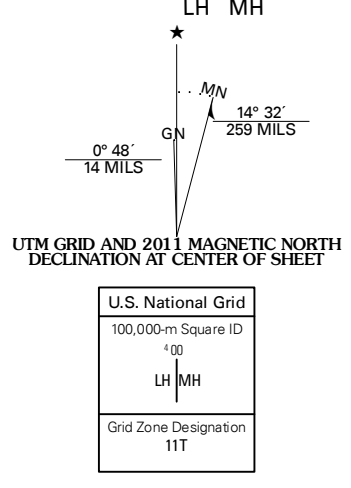 LH MH
MN
GN
14° 32´
259 MILS
0° 48´
14 MILS
UTM GRID AND 2011 MAGNETIC NORTH
DECLINATION AT CENTER OF SHEET
U.S. National Grid
100,000-m Square ID
⁴00
LH MH
Grid Zone Designation
11T